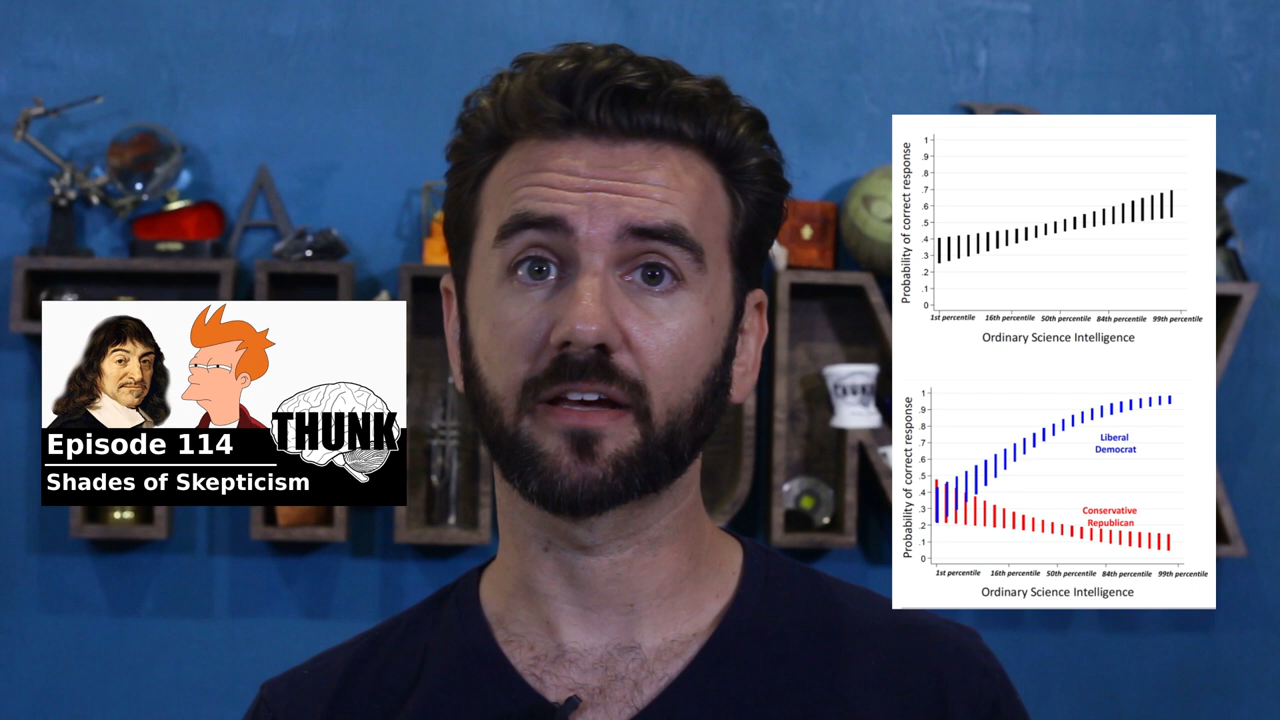 A
THUNK
Episode 114
Shades of Skepticism
THUNK
Probability of correct response
1
.9
.8
.7
.6
.5
.4
.3
.2
.1
0
1st percentile 16th percentile 50th percentile 84th percentile 99th percentile
Ordinary Science Intelligence
Probability of correct response
1
.9
.8
.7
.6
.5
.4
.3
.2
.1
0
Liberal
Democrat
Conservative
Republican
1st percentile 16th percentile 50th percentile 84th percentile 99th percentile
Ordinary Science Intelligence